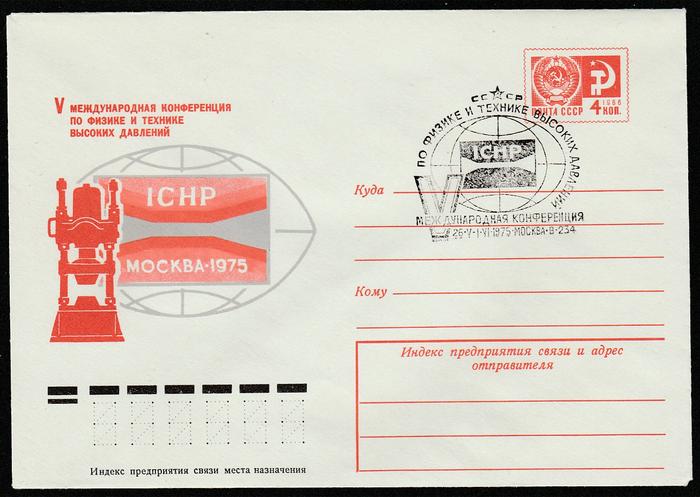 V МЕЖДУНАРОДНАЯ КОНФЕРЕНЦИЯ
ПО ФИЗИКЕ И ТЕХНИКЕ
ВЫСОКИХ ДАВЛЕНИЙ
ICHP
МОСКВА·1975
ПОЧТА СССР
4 КОП.
1966
СССР
ПО ФИЗИКЕ И ТЕХНИКЕ ВЫСОКИХ ДАВЛЕНИЙ
ICHP
V
МЕЖДУНАРОДНАЯ КОНФЕРЕНЦИЯ
26·V-1·VI·1975·МОСКВА·В-234
Куда
Кому
Индекс предприятия связи и адрес
отправителя
Индекс предприятия связи места назначения